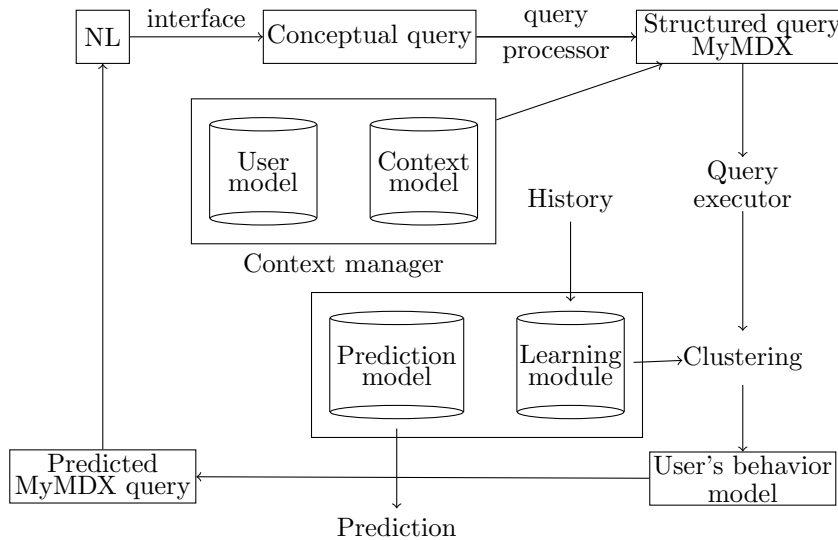 NL
interface
Conceptual query
query
processor
Structured query
MyMDX
User
model
Context
model
Query
executor
History
Context manager
Prediction
model
Learning
module
Clustering
Predicted
MyMDX query
User's behavior
model
Prediction